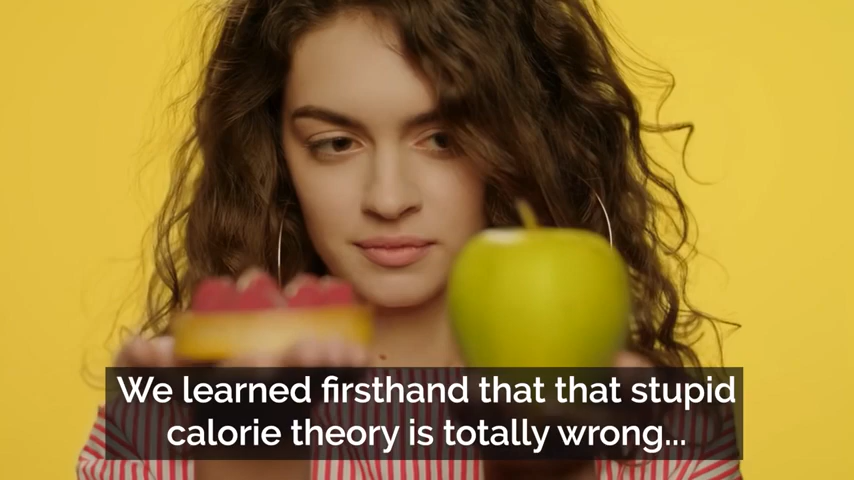 We learned firsthand that that stupid
calorie theory is totally wrong...